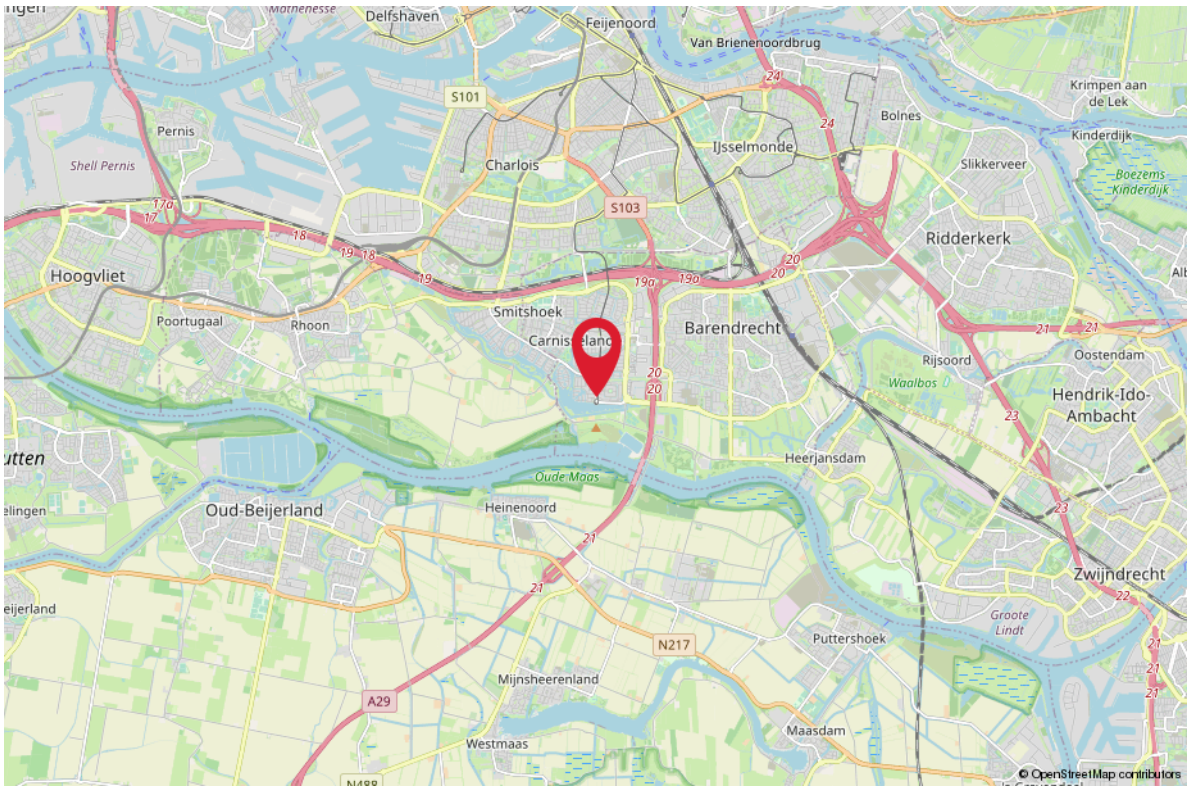 Mathenesse
Delfshaven
Feijenoord
Van Brienenoordbrug
24
Krimpen aan
de Lek
S101
Pernis
24
Bolnes
Kinderdijk
Shell Pernis
Charlois
IJsselmonde
Slikkerveer
Boezems
Kinderdijk
17a
17
S103
18
19
18
19
19a
19a
20
20
Ridderkerk
Hoogvliet
Poortugaal
Rhoon
Smitshoek
Barendrecht
21
21
20
20
Rijsoord
Oostendam
Waalbos
Hendrik-Ido-
Ambacht
23
Heerjansdam
Oude Maas
Oud-Beijerland
Heinenoord
23
21
21
Zwijndrecht
22
Groote
Lindt
N217
Puttershoek
21
21
21
Mijnsheerenland
A29
Maasdam
Westmaas
N488
© OpenStreetMap contributors